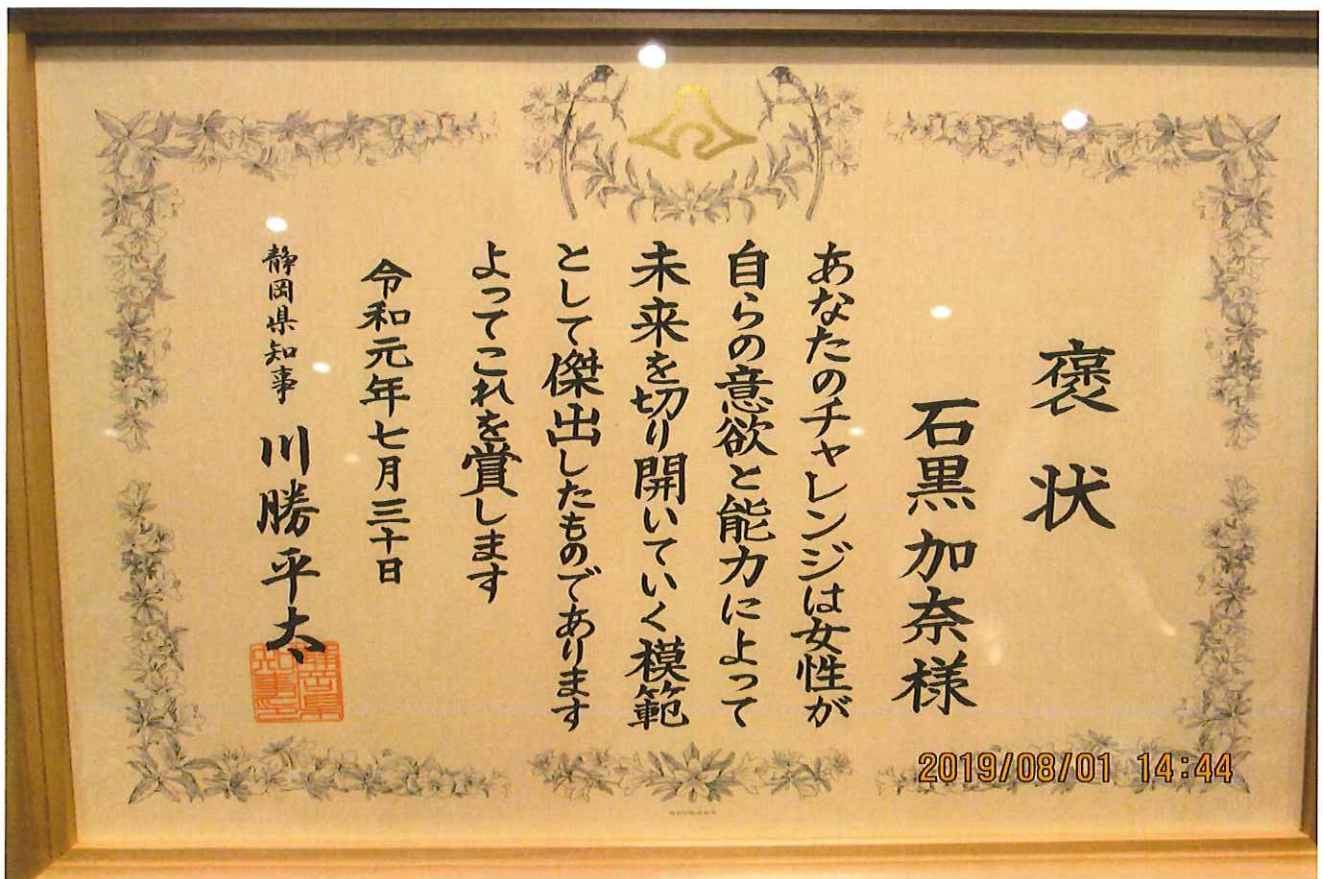 褒状
石黒加奈様
あなたのチャレンジは女性が
自らの意欲と能力によって
未来を切り開いていく模範
として傑出したものであります
よってこれを賞します
令和元年七月三十日
静岡県知事 川勝平太
2019/08/01 14:44